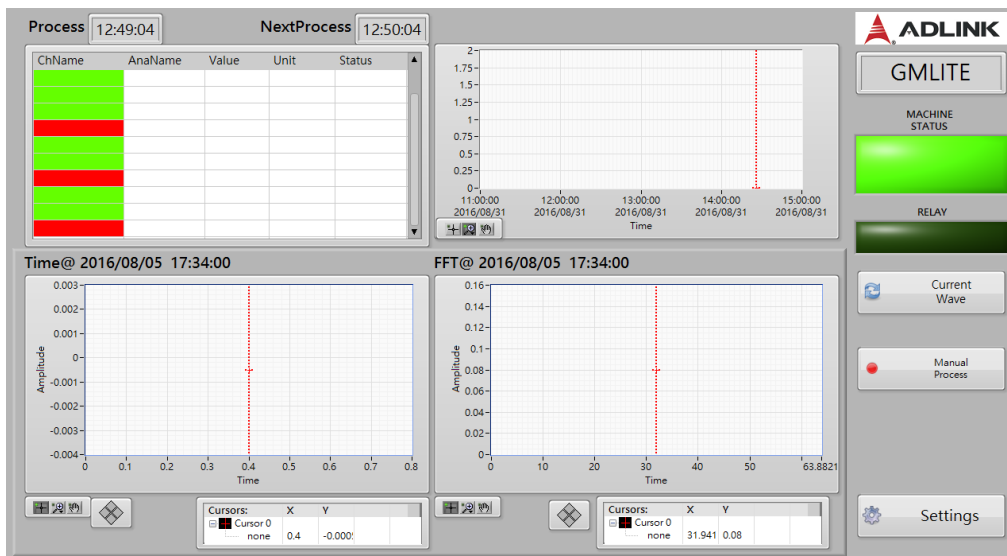 Process 12:49:04 NextProcess 12:50:04
ADLINK
GMLITE
ChName AnaName Value Unit Status
2
1.75
1.5
1.25
1
0.75
0.5
0.25
0
11:00:00 12:00:00 13:00:00 14:00:00 15:00:00
2016/08/31 2016/08/31 2016/08/31 2016/08/31 2016/08/31
Time
MACHINE
STATUS
RELAY
Time@ 2016/08/05 17:34:00
0.003
0.002
0.001
0
-0.001
-0.002
-0.003
-0.004
Amplitude
0 0.1 0.2 0.3 0.4 0.5 0.6 0.7 0.8
Time
Cursors: X Y
Cursor 0
none 0.4
FFT@ 2016/08/05 17:34:00
0.16
0.14
0.12
0.1
0.08
0.06
0.04
0.02
0
Amplitude
0 10 20 30 40 50 63.8821
Time
Cursors: X Y
Cursor 0
none 31.941 0.08
Current
Wave
Manual
Process
Settings